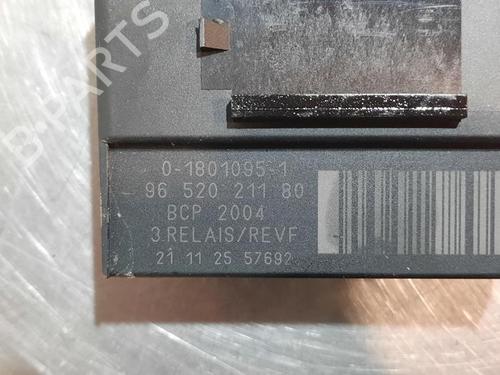 B-PARTS
0-1801095-1
96 520 211 80
BCP 2004
3.RELAIS/REVF
21 11 25 57692